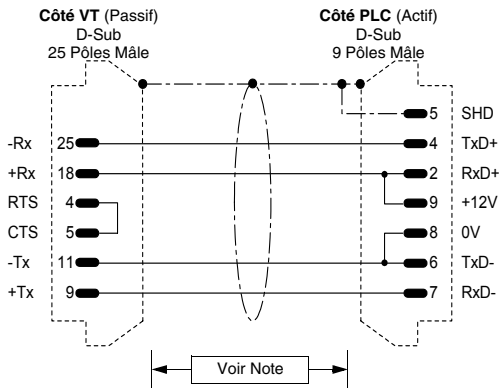 Côté VT (Passif)
D-Sub
25 Pôles Mâle
Côté PLC (Actif)
D-Sub
9 Pôles Mâle
5 SHD
-Rx 25 4 TxD+
+Rx 18 2 RxD+
RTS 4 9 +12V
CTS 5 8 0V
-Tx 11 6 TxD-
+Tx 9 7 RxD-
Voir Note